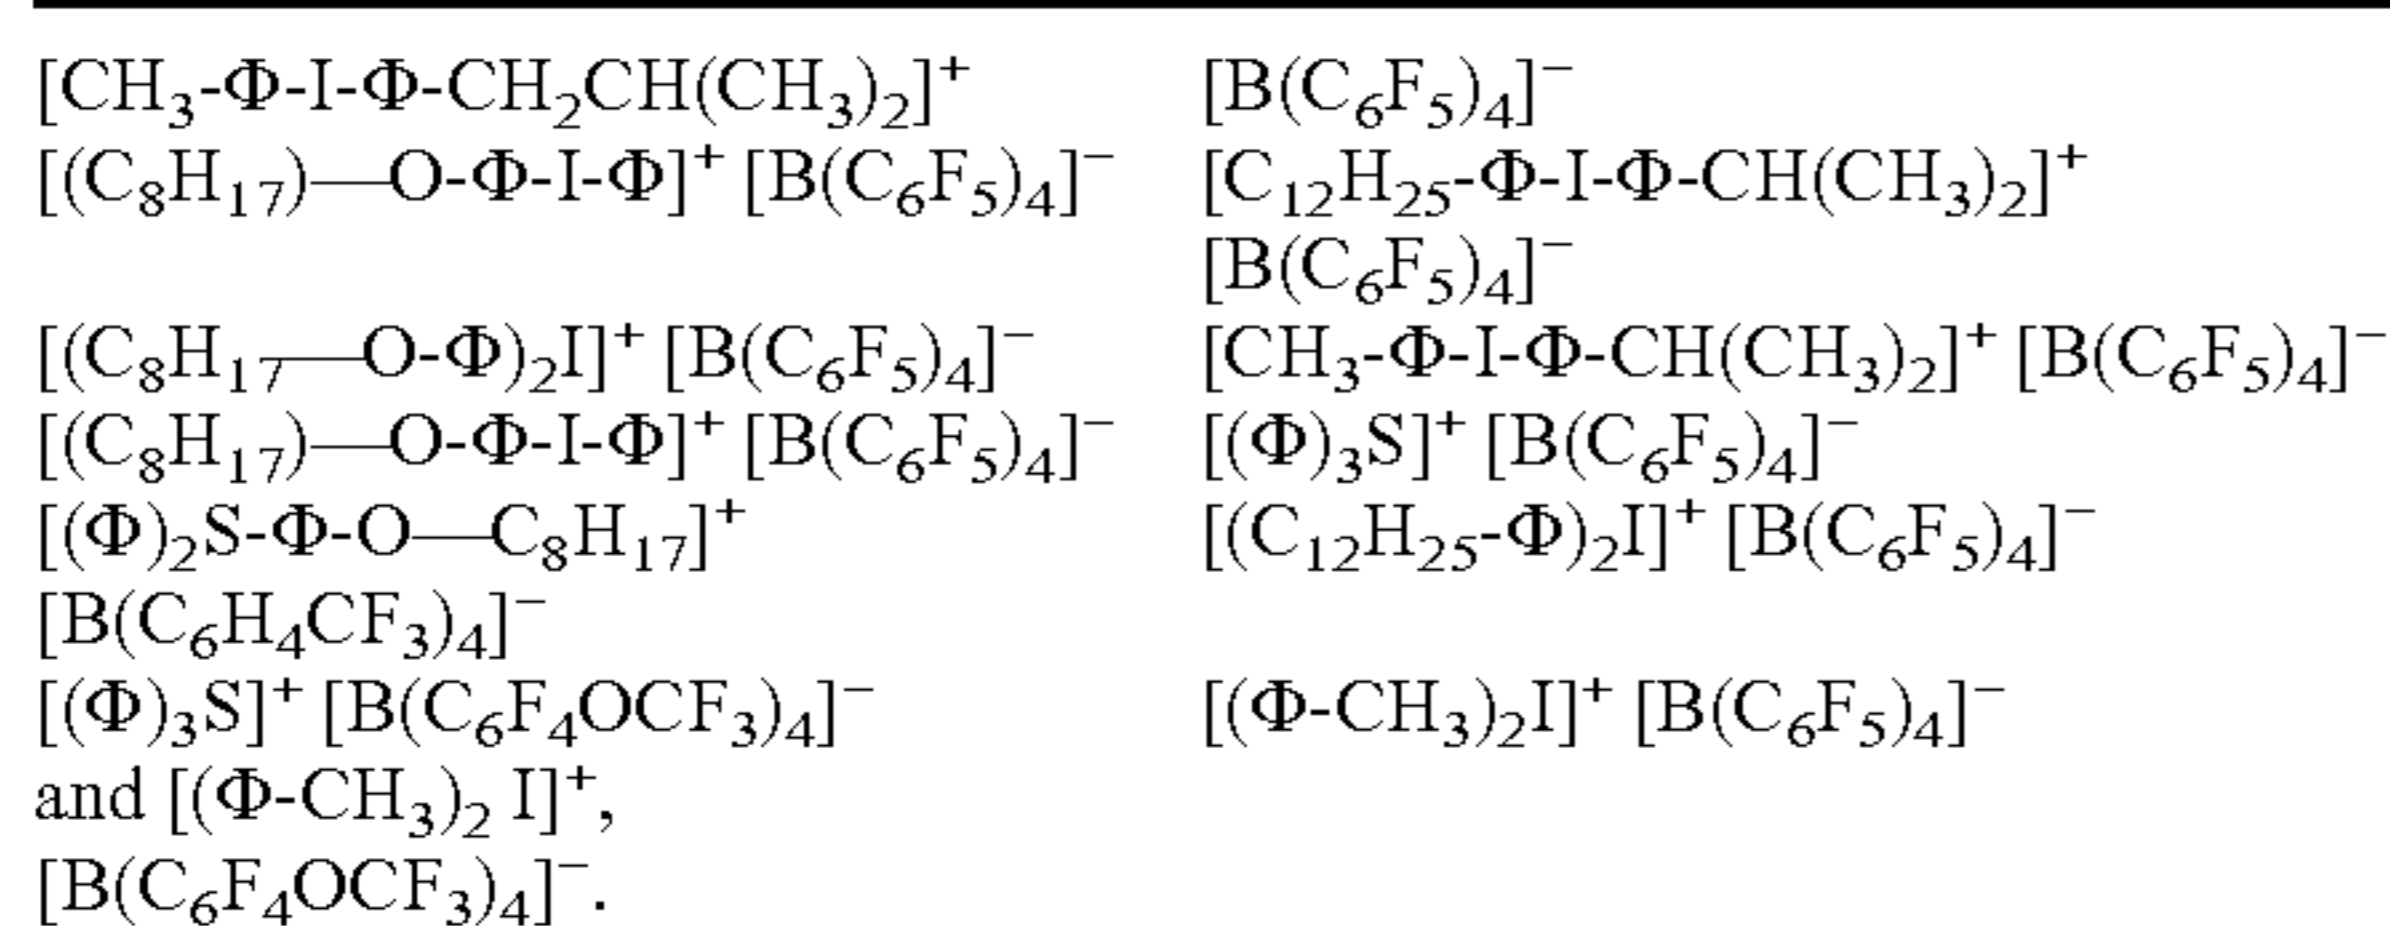 [CH₃-Φ-I-Φ-CH₂CH(CH₃)₂]⁺ [B(C₆F₅)₄]⁻
[(C₈H₁₇)—O-Φ-I-Φ]⁺ [B(C₆F₅)₄]⁻ [C₁₂H₂₅-Φ-I-Φ-CH(CH₃)₂]⁺
[B(C₆F₅)₄]⁻
[(C₈H₁₇—O-Φ)₂I]⁺ [B(C₆F₅)₄]⁻ [CH₃-Φ-I-Φ-CH(CH₃)₂]⁺ [B(C₆F₅)₄]⁻
[(C₈H₁₇)—O-Φ-I-Φ]⁺ [B(C₆F₅)₄]⁻ [(Φ)₃S]⁺ [B(C₆F₅)₄]⁻
[(Φ)₂S-Φ-O—C₈H₁₇]⁺ [(C₁₂H₂₅-Φ)₂I]⁺ [B(C₆F₅)₄]⁻
[B(C₆H₄CF₃)₄]⁻
[(Φ)₃S]⁺ [B(C₆F₄OCF₃)₄]⁻ [(Φ-CH₃)₂I]⁺ [B(C₆F₅)₄]⁻
and [(Φ-CH₃)₂ I]⁺,
[B(C₆F₄OCF₃)₄]⁻.